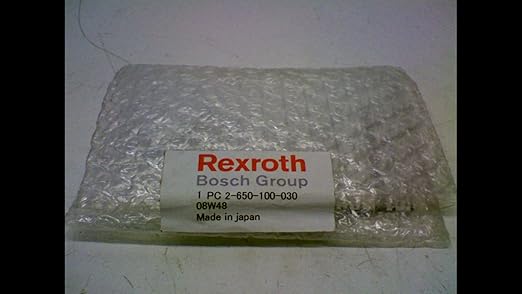 Rexroth
Bosch Group
1 PC 2-650-100-030
08W48
Made in japan